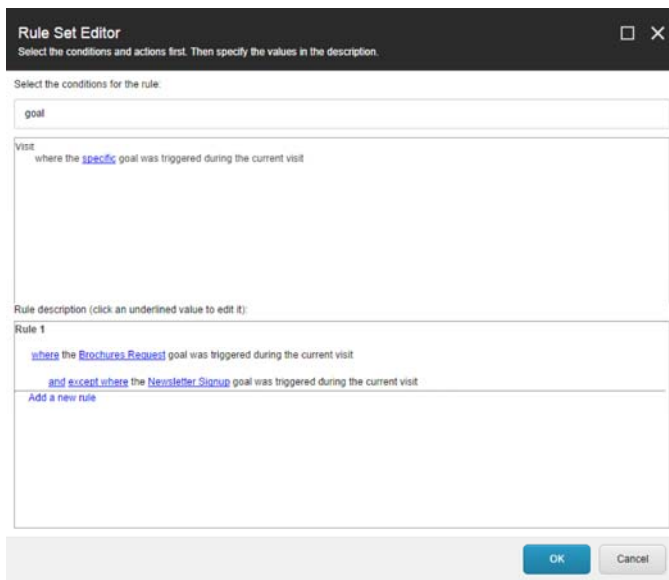 Rule Set Editor
Select the conditions and actions first. Then specify the values in the description.
Select the conditions for the rule:
goal
Visit
where the specific goal was triggered during the current visit
Rule description (click an underlined value to edit it):
Rule 1
where the Brochures Request goal was triggered during the current visit
and except where the Newsletter Signup goal was triggered during the current visit
Add a new rule
OK
Cancel